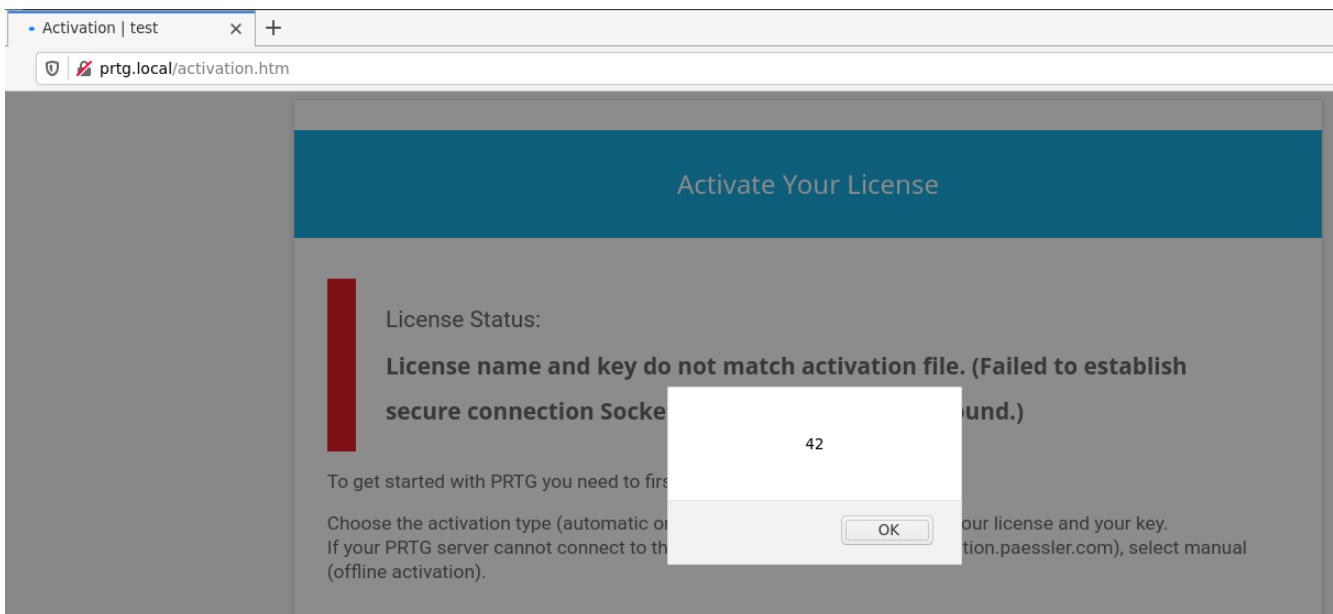 Activation | test
prtg.local/activation.htm
Activate Your License
License Status:
License name and key do not match activation file. (Failed to establish
secure connection Socke
und.)
42
OK
To get started with PRTG you need to firs
Choose the activation type (automatic or
our license and your key.
If your PRTG server cannot connect to th
tion.paessler.com), select manual
(offline activation).